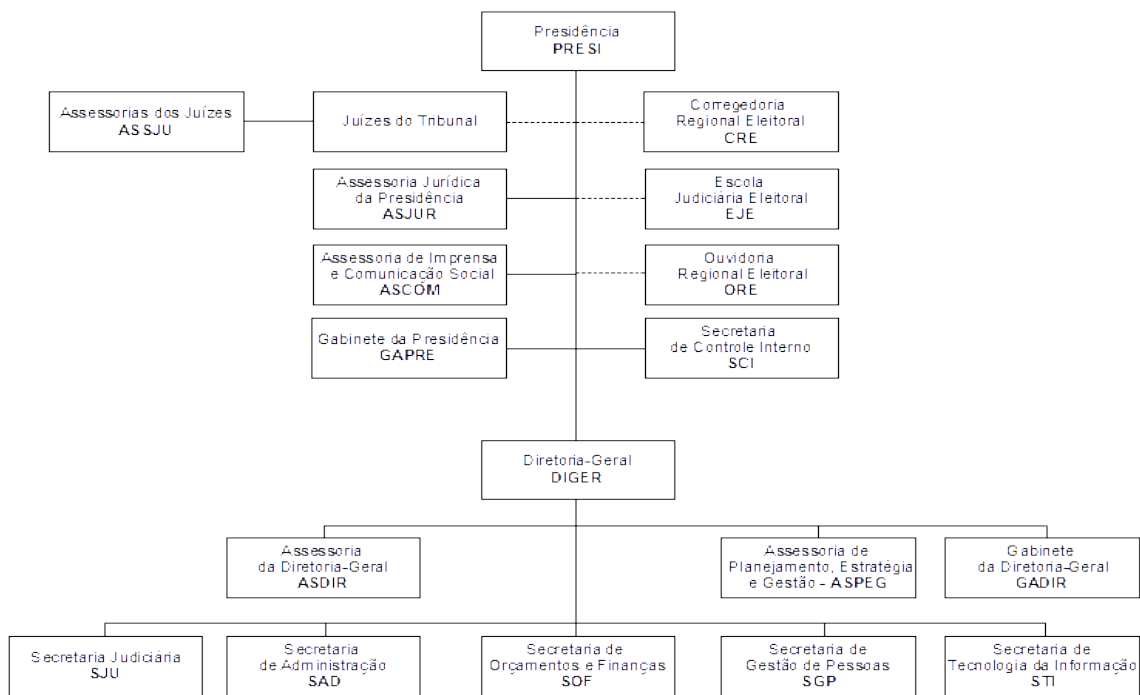 Presidência
PRESI
Assessorias dos Juízes
ASSJU
Juízes do Tribunal
Corregedoria
Regional Eleitoral
CRE
Assessoria Jurídica
da Presidência
ASJUR
Escola
Judiciária Eleitoral
EJE
Assessoria de Imprensa
e Comunicação Social
ASCOM
Ouvidoria
Regional Eleitoral
ORE
Gabinete da Presidência
GAPRE
Secretaria
de Controle Interno
SCI
Diretoria-Geral
DIGER
Assessoria
da Diretoria-Geral
ASDIR
Assessoria de
Planejamento, Estratégia
e Gestão - ASPEG
Gabinete
da Diretoria-Geral
GADIR
Secretaria Judiciária
SJU
Secretaria
de Administração
SAD
Secretaria de
Orçamentos e Finanças
SOF
Secretaria de
Gestão de Pessoas
SGP
Secretaria de
Tecnologia da Informação
STI